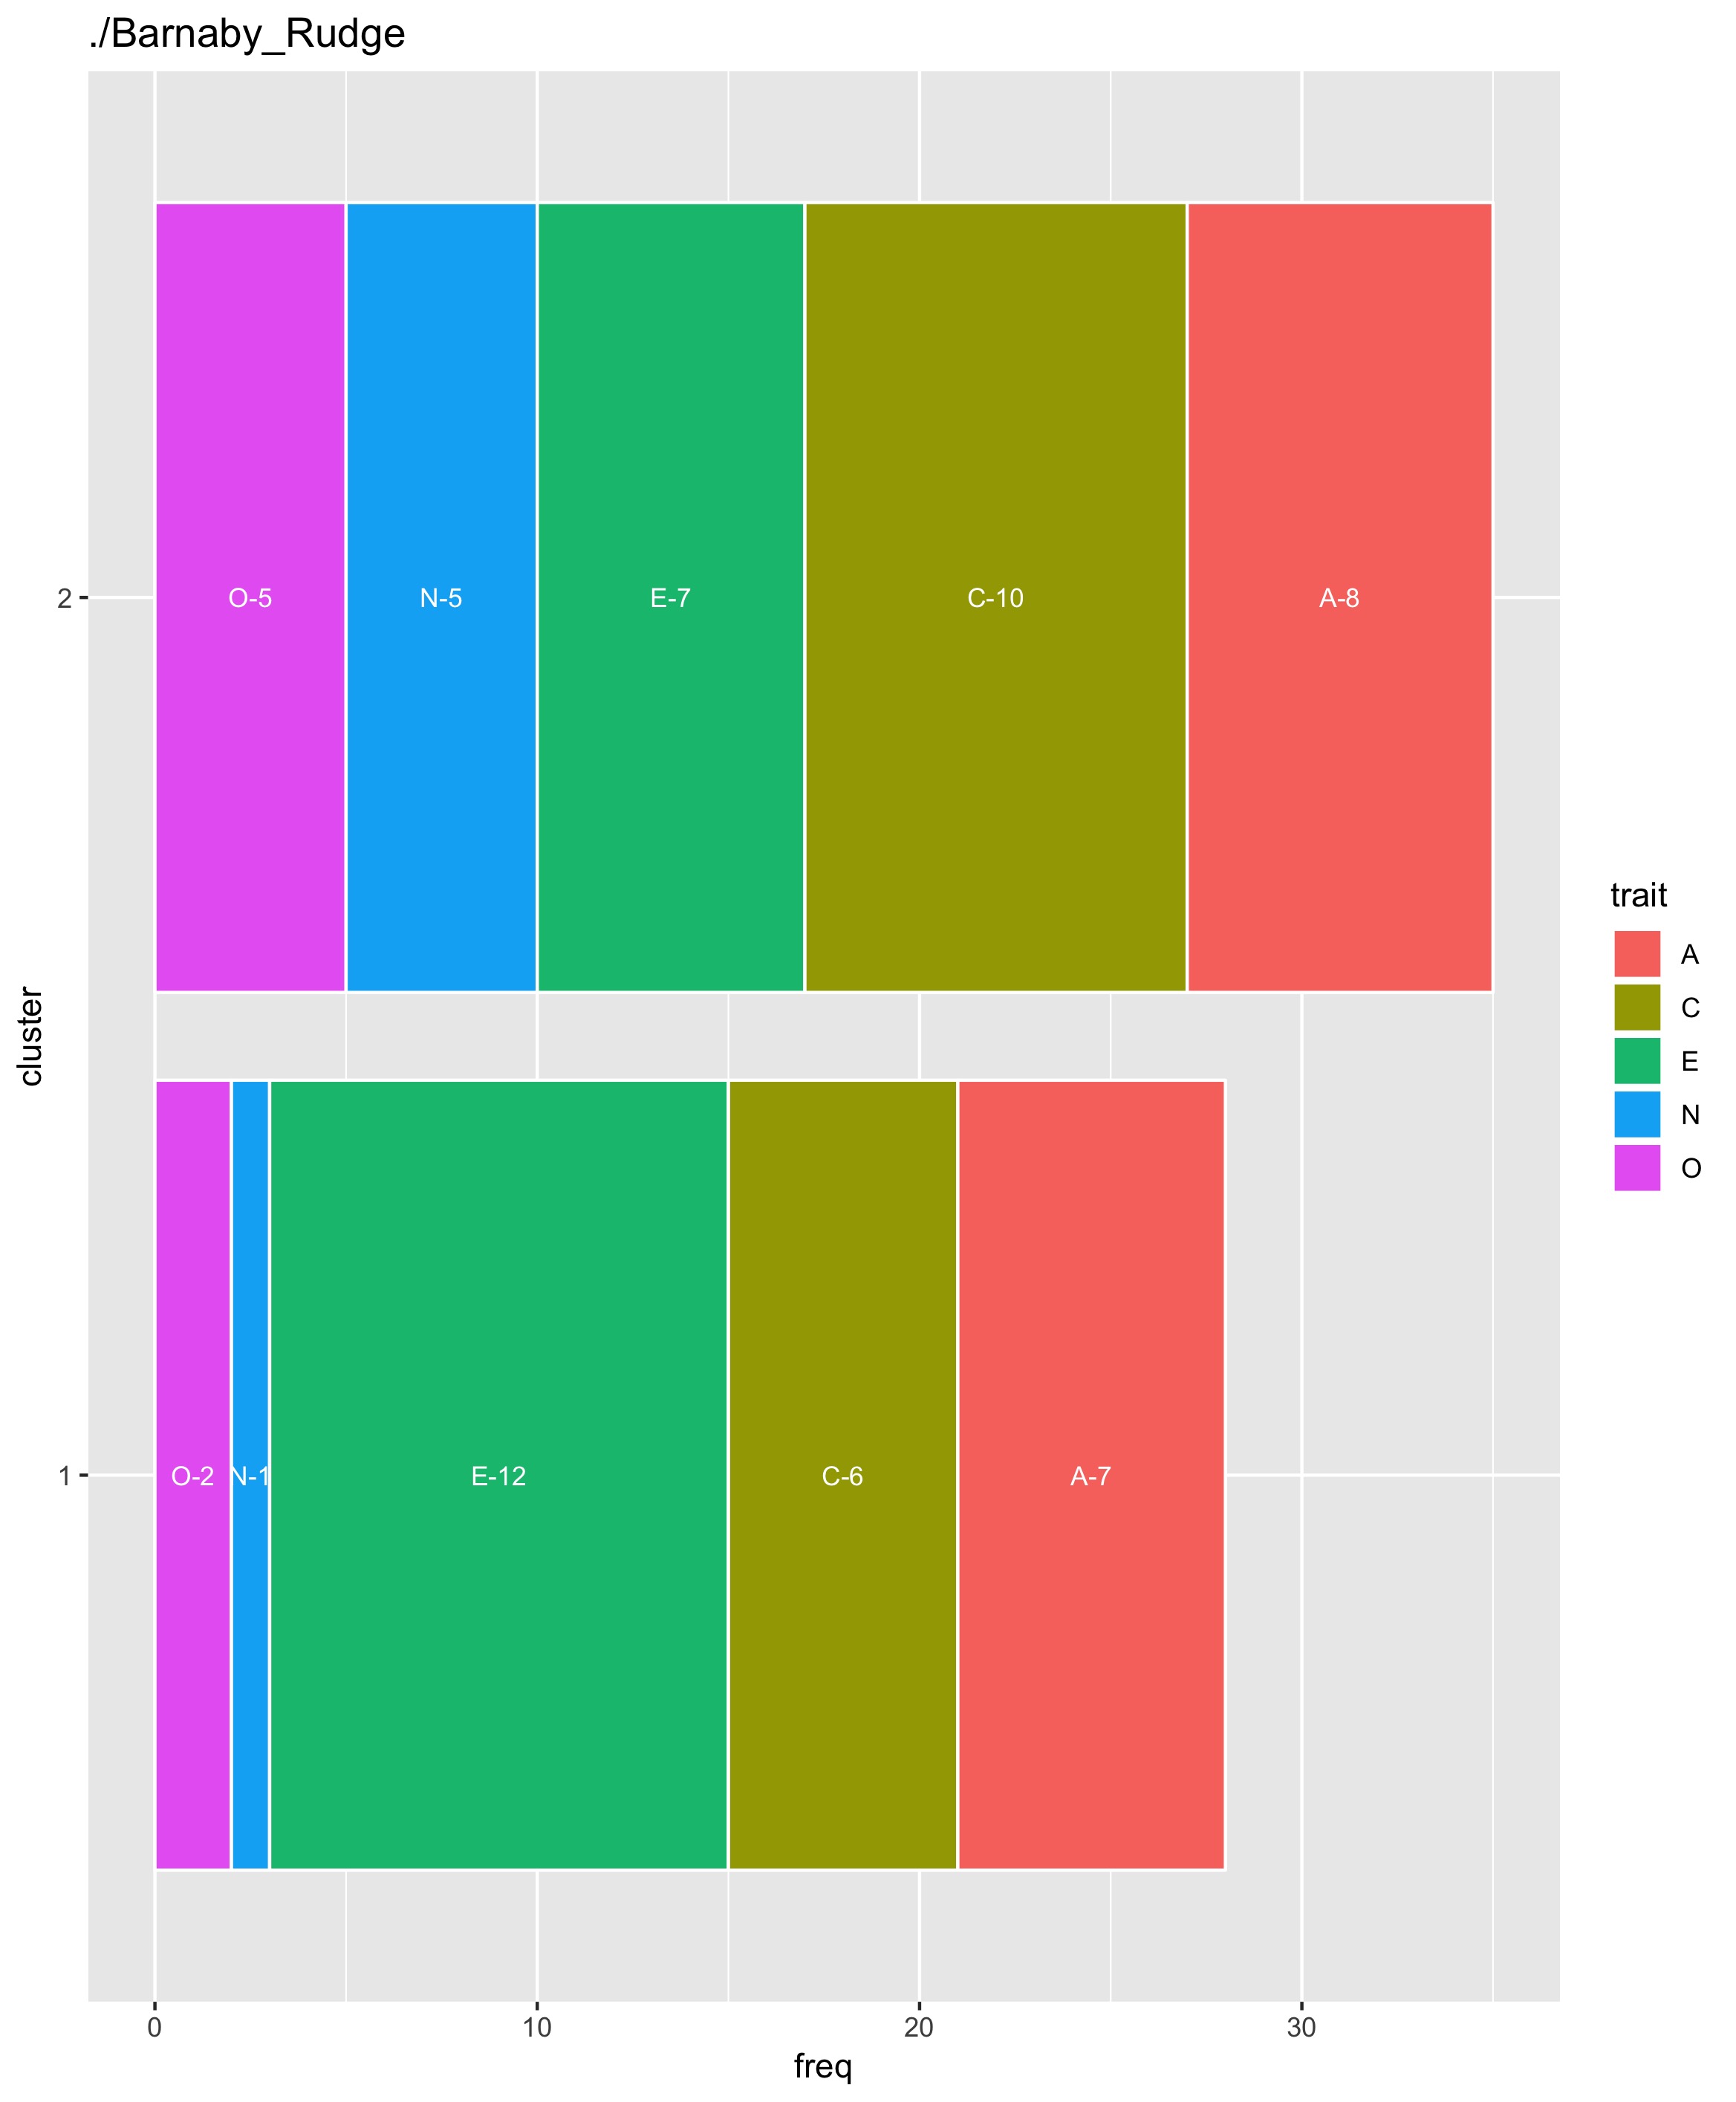 ./Barnaby_Rudge
2
O-5 N-5 E-7 C-10 A-8
cluster
1
O-2 N-1 E-12 C-6 A-7
0 10 20 30
freq
trait
A
C
E
N
O